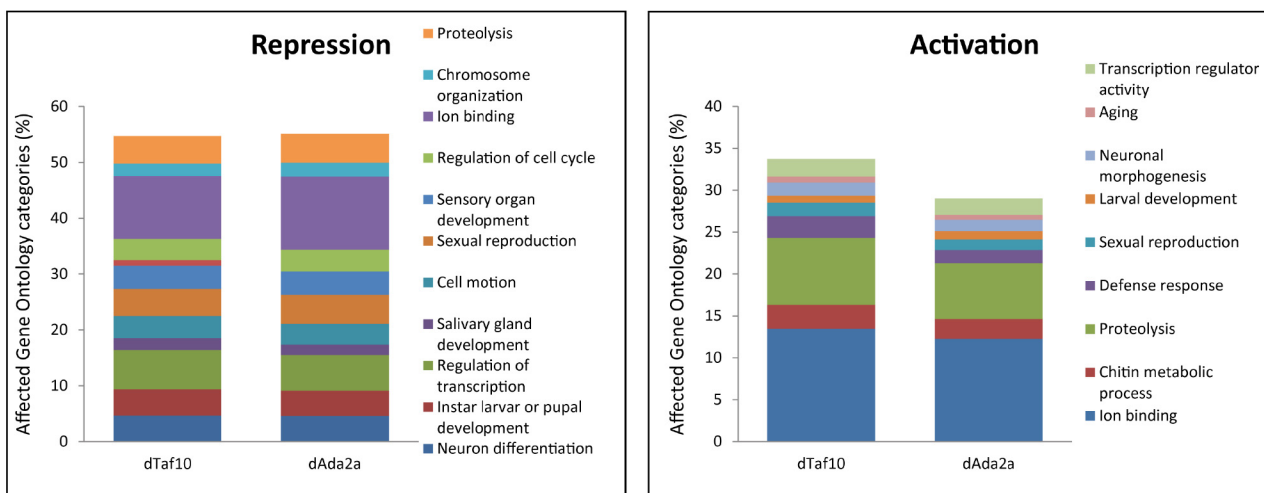 Repression
Affected Gene Ontology categories (%)
60
50
40
30
20
10
0
dTaf10
dAda2a
Proteolysis
Chromosome
organization
Ion binding
Regulation of cell cycle
Sensory organ
development
Sexual reproduction
Cell motion
Salivary gland
development
Regulation of
transcription
Instar larvar or pupal
development
Neuron differentiation
Activation
Affected Gene Ontology categories (%)
40
35
30
25
20
15
10
5
0
dTaf10
dAda2a
Transcription regulator
activity
Aging
Neuronal
morphogenesis
Larval development
Sexual reproduction
Defense response
Proteolysis
Chitin metabolic
process
Ion binding